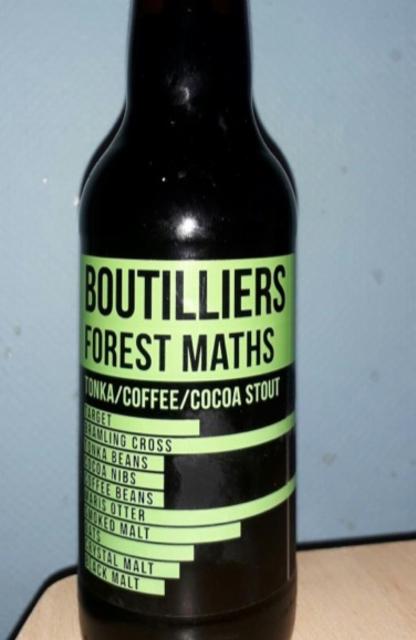 BOUTILLIERS
FOREST MATHS
TONKA/COFFEE/COCOA STOUT
TARGET
BRAMLING CROSS
TONKA BEANS
COCOA NIBS
COFFEE BEANS
MARIS OTTER
SMOKED MALT
OATS
CRYSTAL MALT
BLACK MALT